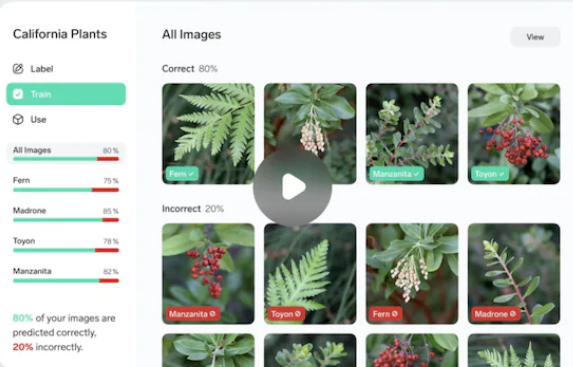 California Plants
Label
Train
Use
All Images 80%
Fern 75%
Madrone 85%
Toyon 78%
Manzanita 82%
80% of your images are
predicted correctly,
20% incorrectly.
All Images
View
Correct 80%
Fern
Manzanita
Toyon
Incorrect 20%
Manzanita
Toyon
Fern
Madrone